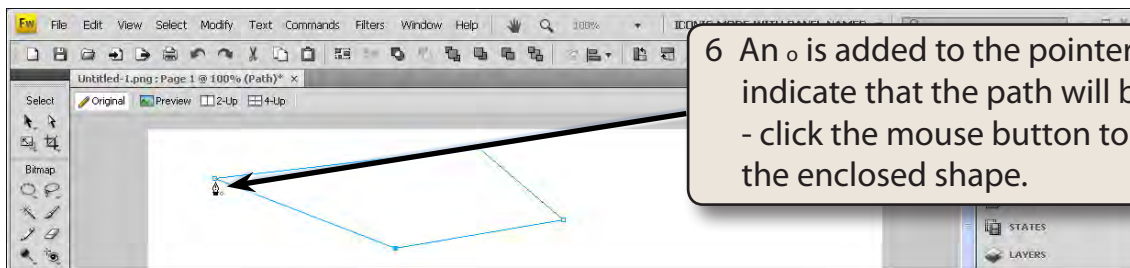 Fw File Edit View Select Modify Text Commands Filters Window Help 100%
Untitled-1.png : Page 1 @ 100% (Path)* ×
Select Original Preview 2-Up 4-Up
Bitmap
6 An o is added to the pointer
indicate that the path will b
- click the mouse button to
the enclosed shape.
STATES
LAYERS